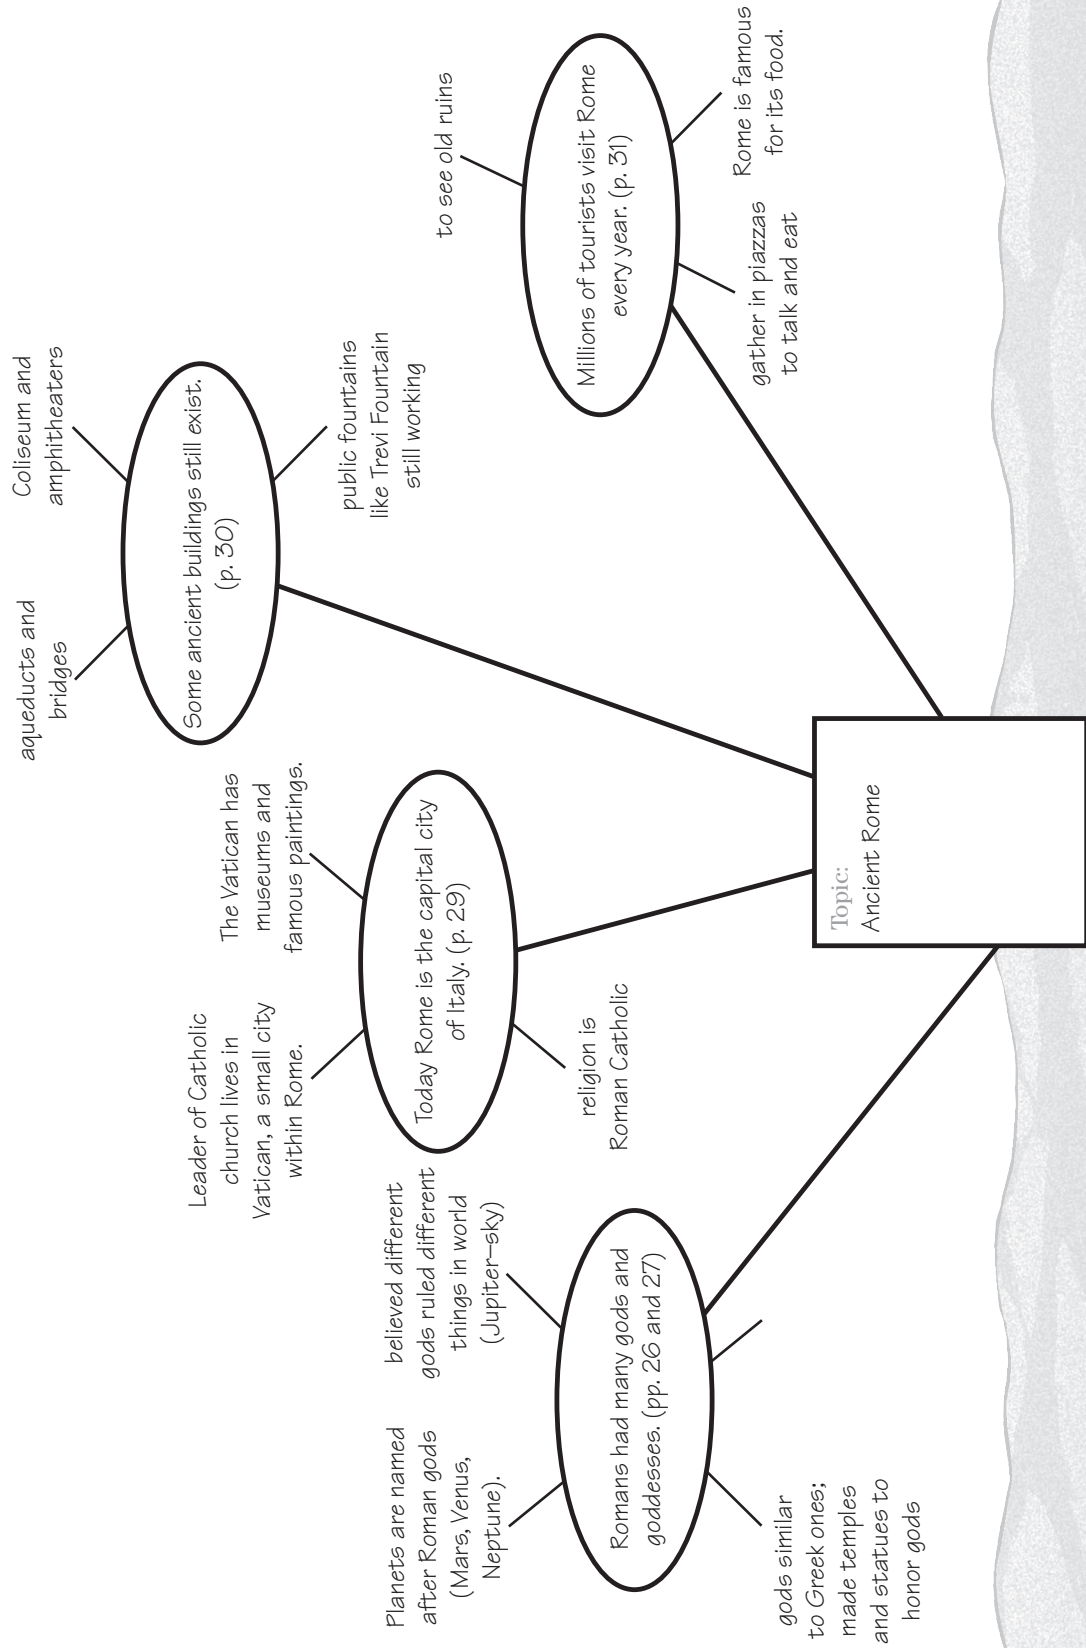 Planets are named
after Roman gods
(Mars, Venus,
Neptune).
believed different
gods ruled different
things in world
(Jupiter–sky)
Romans had many gods and
goddesses. (pp. 26 and 27)
gods similar
to Greek ones;
made temples
and statues to
honor gods
Leader of Catholic
church lives in
Vatican, a small city
within Rome.
The Vatican has
museums and
famous paintings.
Today Rome is the capital city
of Italy. (p. 29)
religion is
Roman Catholic
aqueducts and
bridges
Coliseum and
amphitheaters
Some ancient buildings still exist.
(p. 30)
public fountains
like Trevi Fountain
still working
to see old ruins
Millions of tourists visit Rome
every year. (p. 31)
gather in piazzas
to talk and eat
Rome is famous
for its food.
Topic:
Ancient Rome